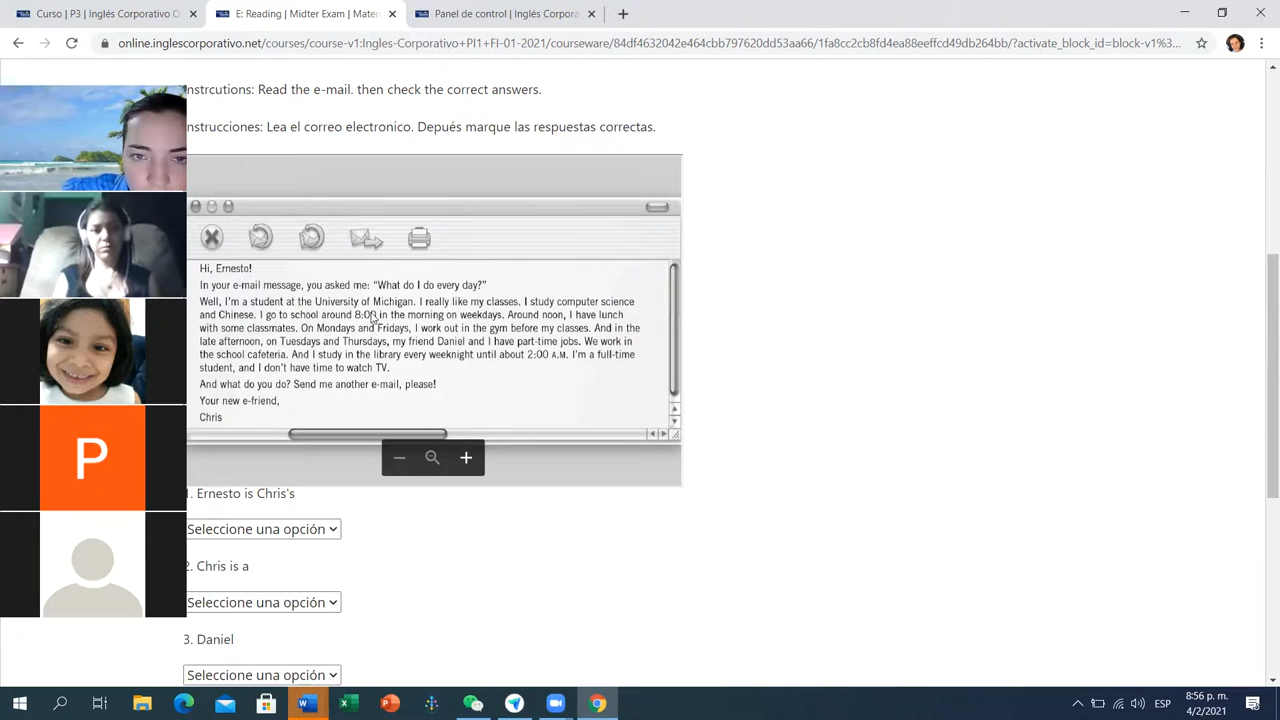 Curso | P3 | Inglés Corporativo O
E: Reading | Midter Exam | Mater
Panel de control | Inglés Corpora
online.inglescorporativo.net/courses/course-v1:Ingles-Corporativo+PI1+FI-01-2021/courseware/84df4632042e464cbb797620dd53aa66/1fa8cc2cb8fd4ea88eeffcd49db264bb/?activate_block_id=block-v1%3...
nstrcutions: Read the e-mail. then check the correct answers.
nstrucciones: Lea el correo electronico. Depués marque las respuestas correctas.
Hi, Ernesto!
In your e-mail message, you asked me: “What do I do every day?”
Well, I'm a student at the University of Michigan. I really like my classes. I study computer science
and Chinese. I go to school around 8:00 in the morning on weekdays. Around noon, I have lunch
with some classmates. On Mondays and Fridays, I work out in the gym before my classes. And in the
late afternoon, on Tuesdays and Thursdays, my friend Daniel and I have part-time jobs. We work in
the school cafeteria. And I study in the library every weeknight until about 2:00 A.M. I'm a full-time
student, and I don't have time to watch TV.
And what do you do? Send me another e-mail, please!
Your new e-friend,
Chris
1. Ernesto is Chris's
Seleccione una opción
2. Chris is a
Seleccione una opción
3. Daniel
Seleccione una opción
P
ESP
8:56 p. m.
4/2/2021